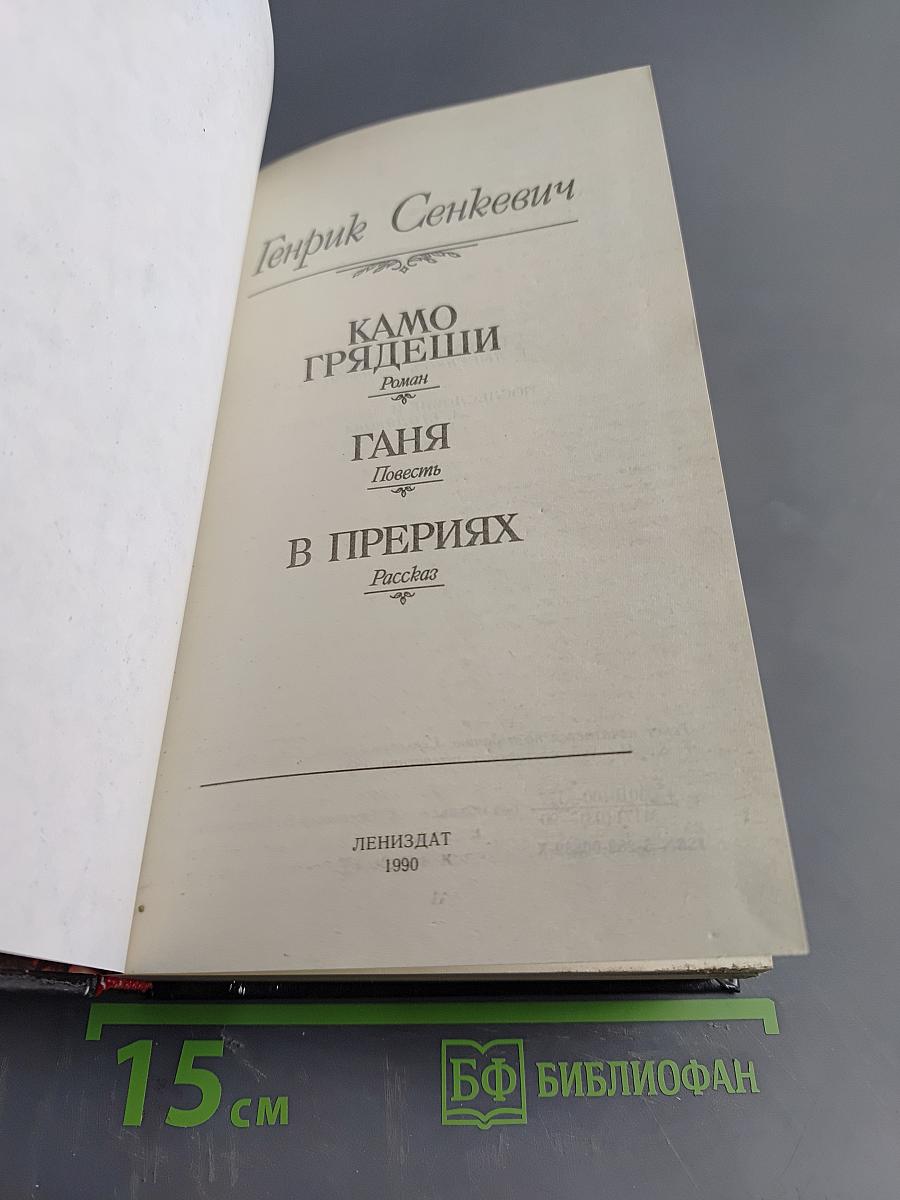 Генрик Сенкевич
КАМО
ГРЯДЕШИ
Роман
ГАНЯ
Повесть
В ПРЕРИЯХ
Рассказ
ЛЕНИЗДАТ
1990
15 см
БФ БИБЛИОФАН